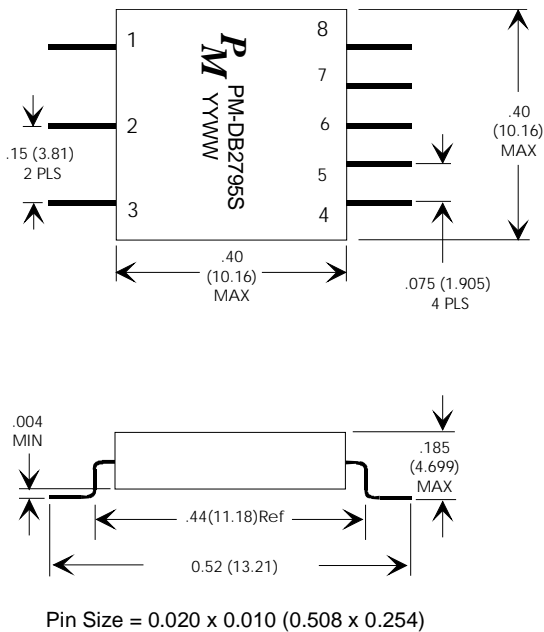 1
2
3
8
7
6
5
4
PM
PM-DB2795S
YYWW
.15 (3.81)
2 PLS
.40
(10.16)
MAX
.40
(10.16)
MAX
.075 (1.905)
4 PLS
.004
MIN
.185
(4.699)
MAX
.44(11.18)Ref
0.52 (13.21)
Pin Size = 0.020 x 0.010 (0.508 x 0.254)